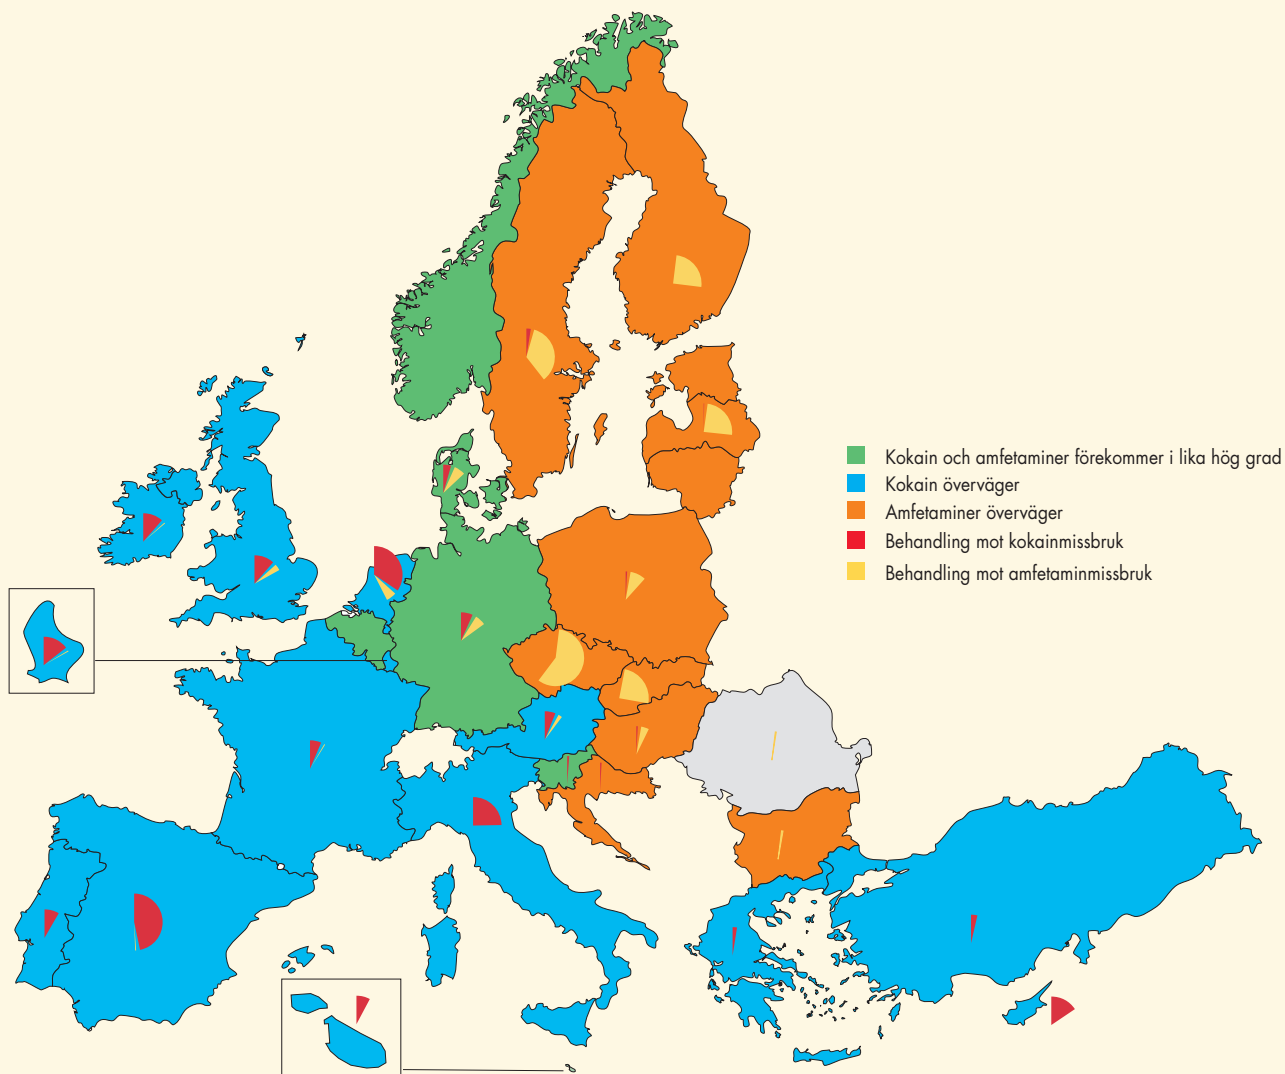 Kokain och amfetaminer förekommer i lika hög grad
Kokain överväger
Amfetaminer överväger
Behandling mot kokainmissbruk
Behandling mot amfetaminmissbruk